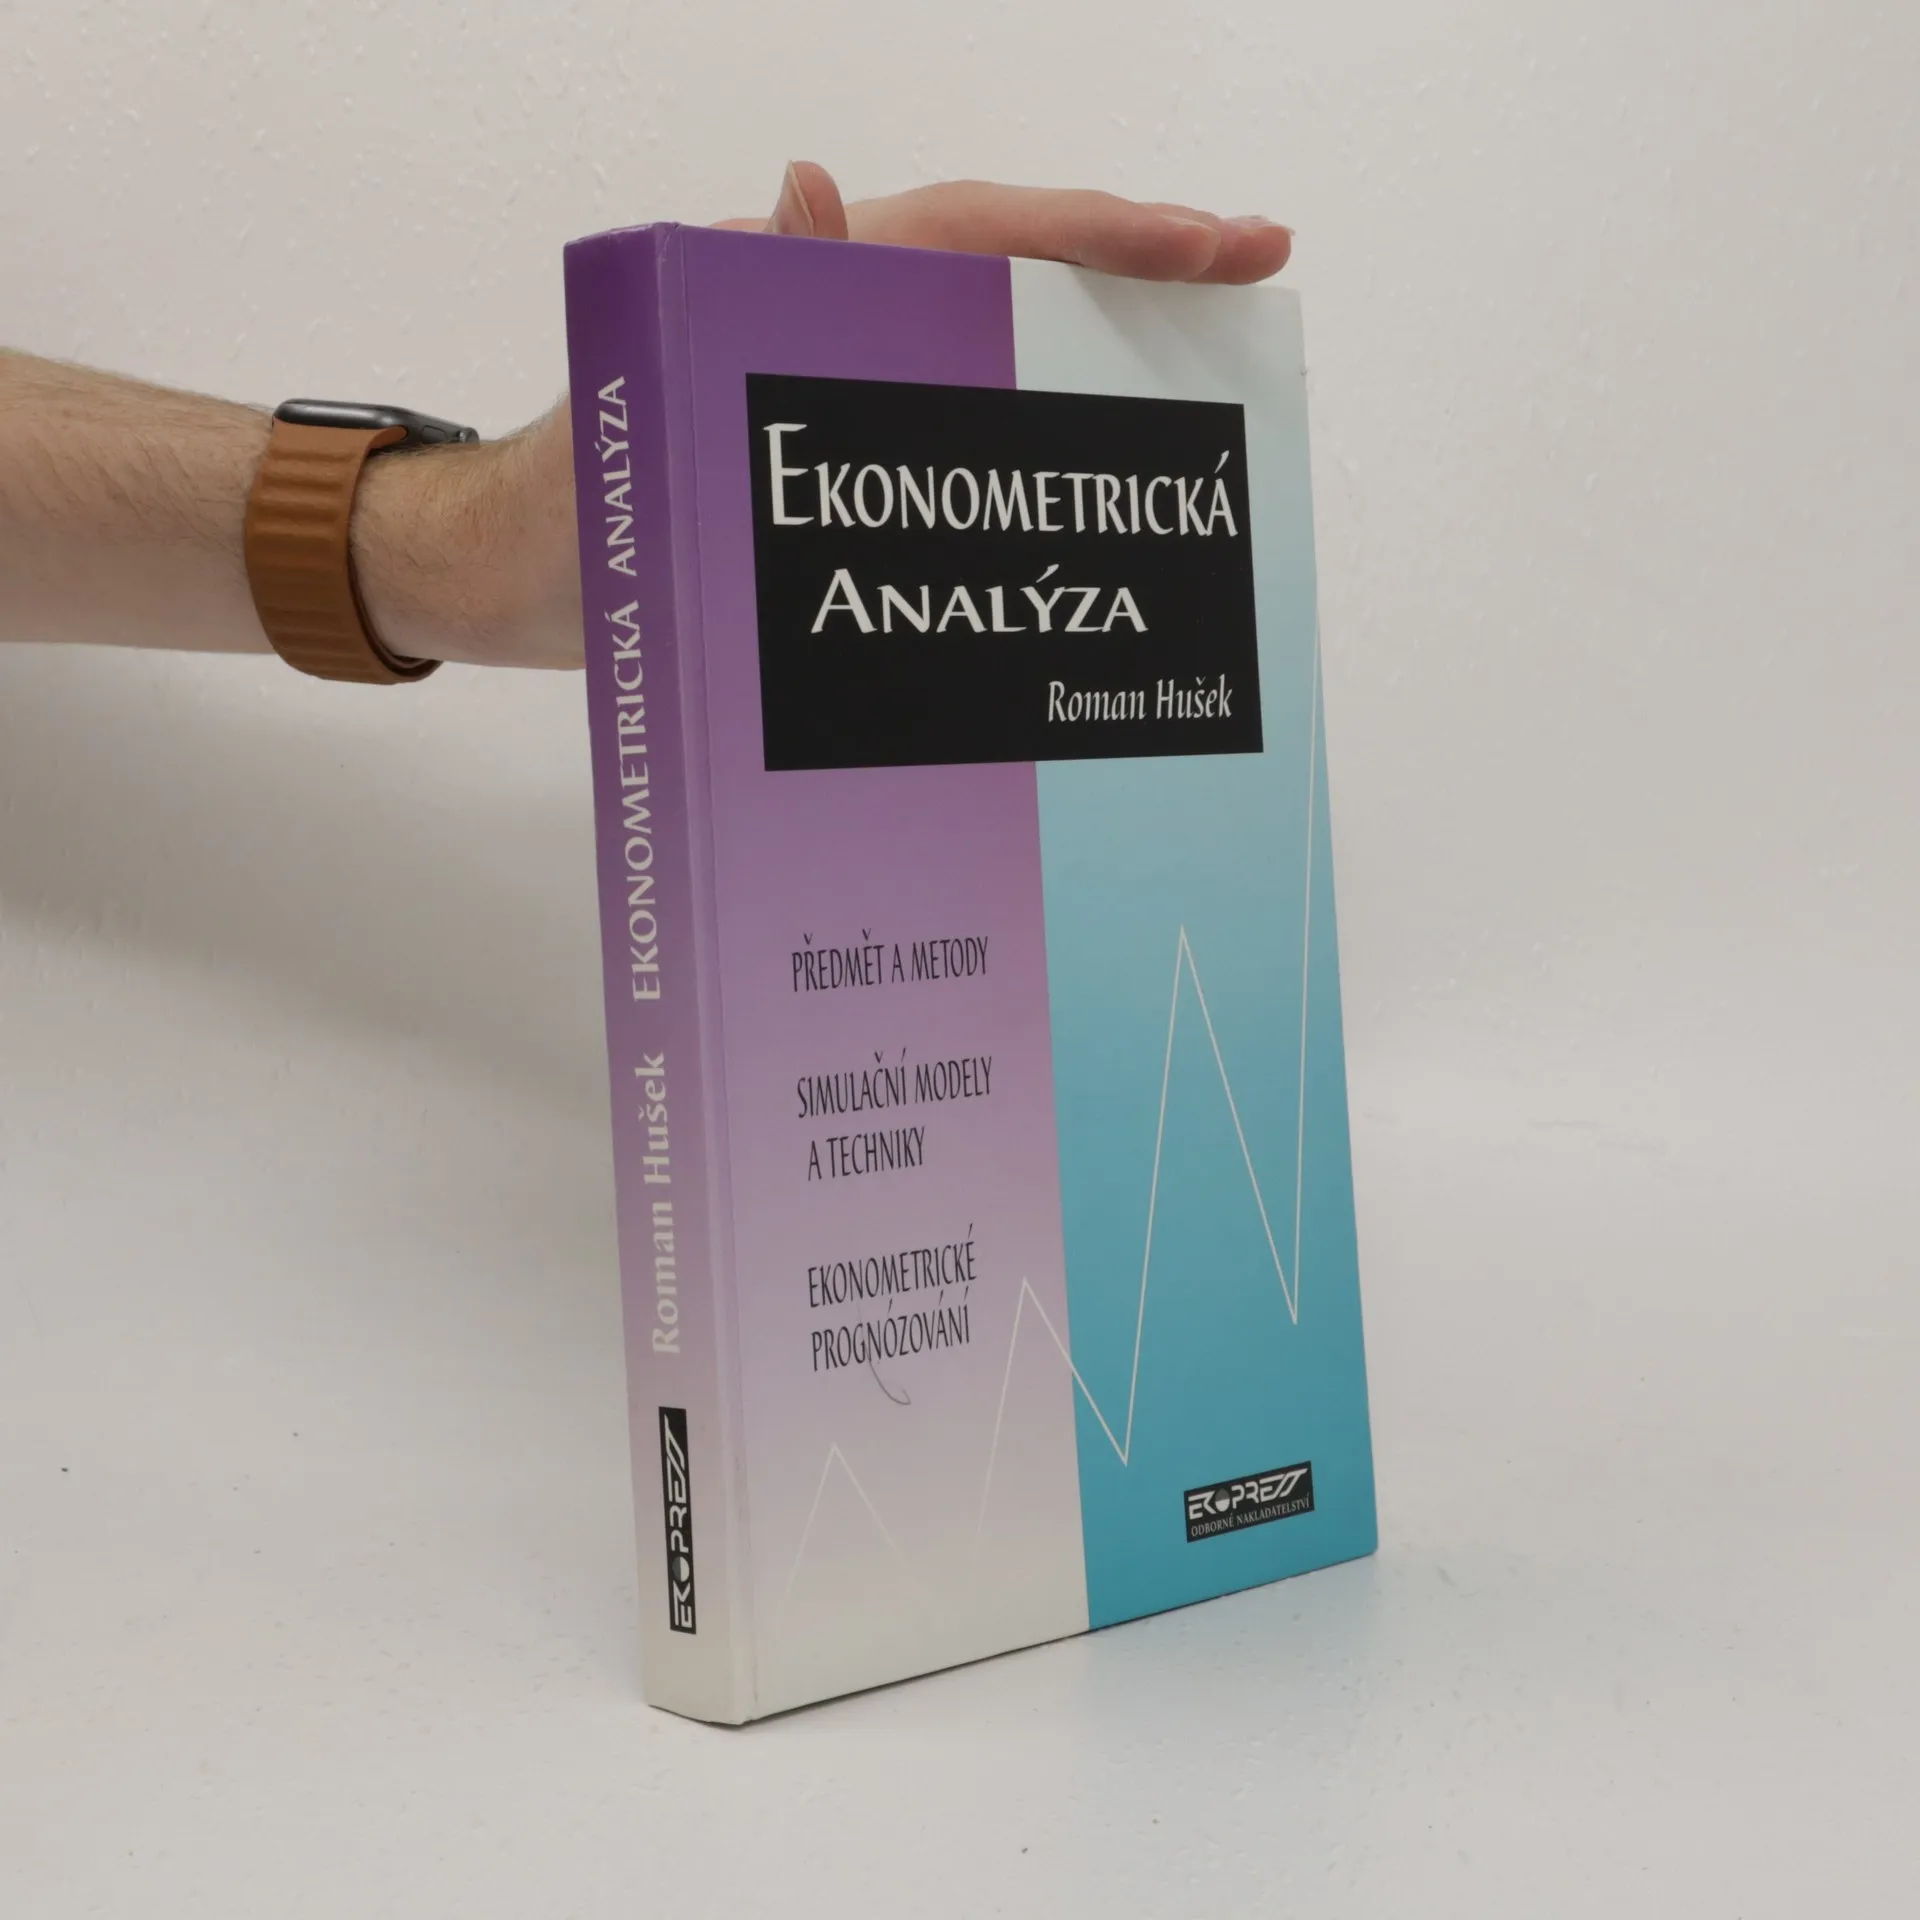 EKONOMETRICKÁ
ANALÝZA
Roman Hušek
PŘEDMĚT A METODY
SIMULAČNÍ MODELY
A TECHNIKY
EKONOMETRICKÉ
PROGNÓZOVÁNÍ
EKOPRESS
ODBORNÉ NAKLADATELSTVÍ
EKOPRESS Roman Hušek EKONOMETRICKÁ ANALÝZA